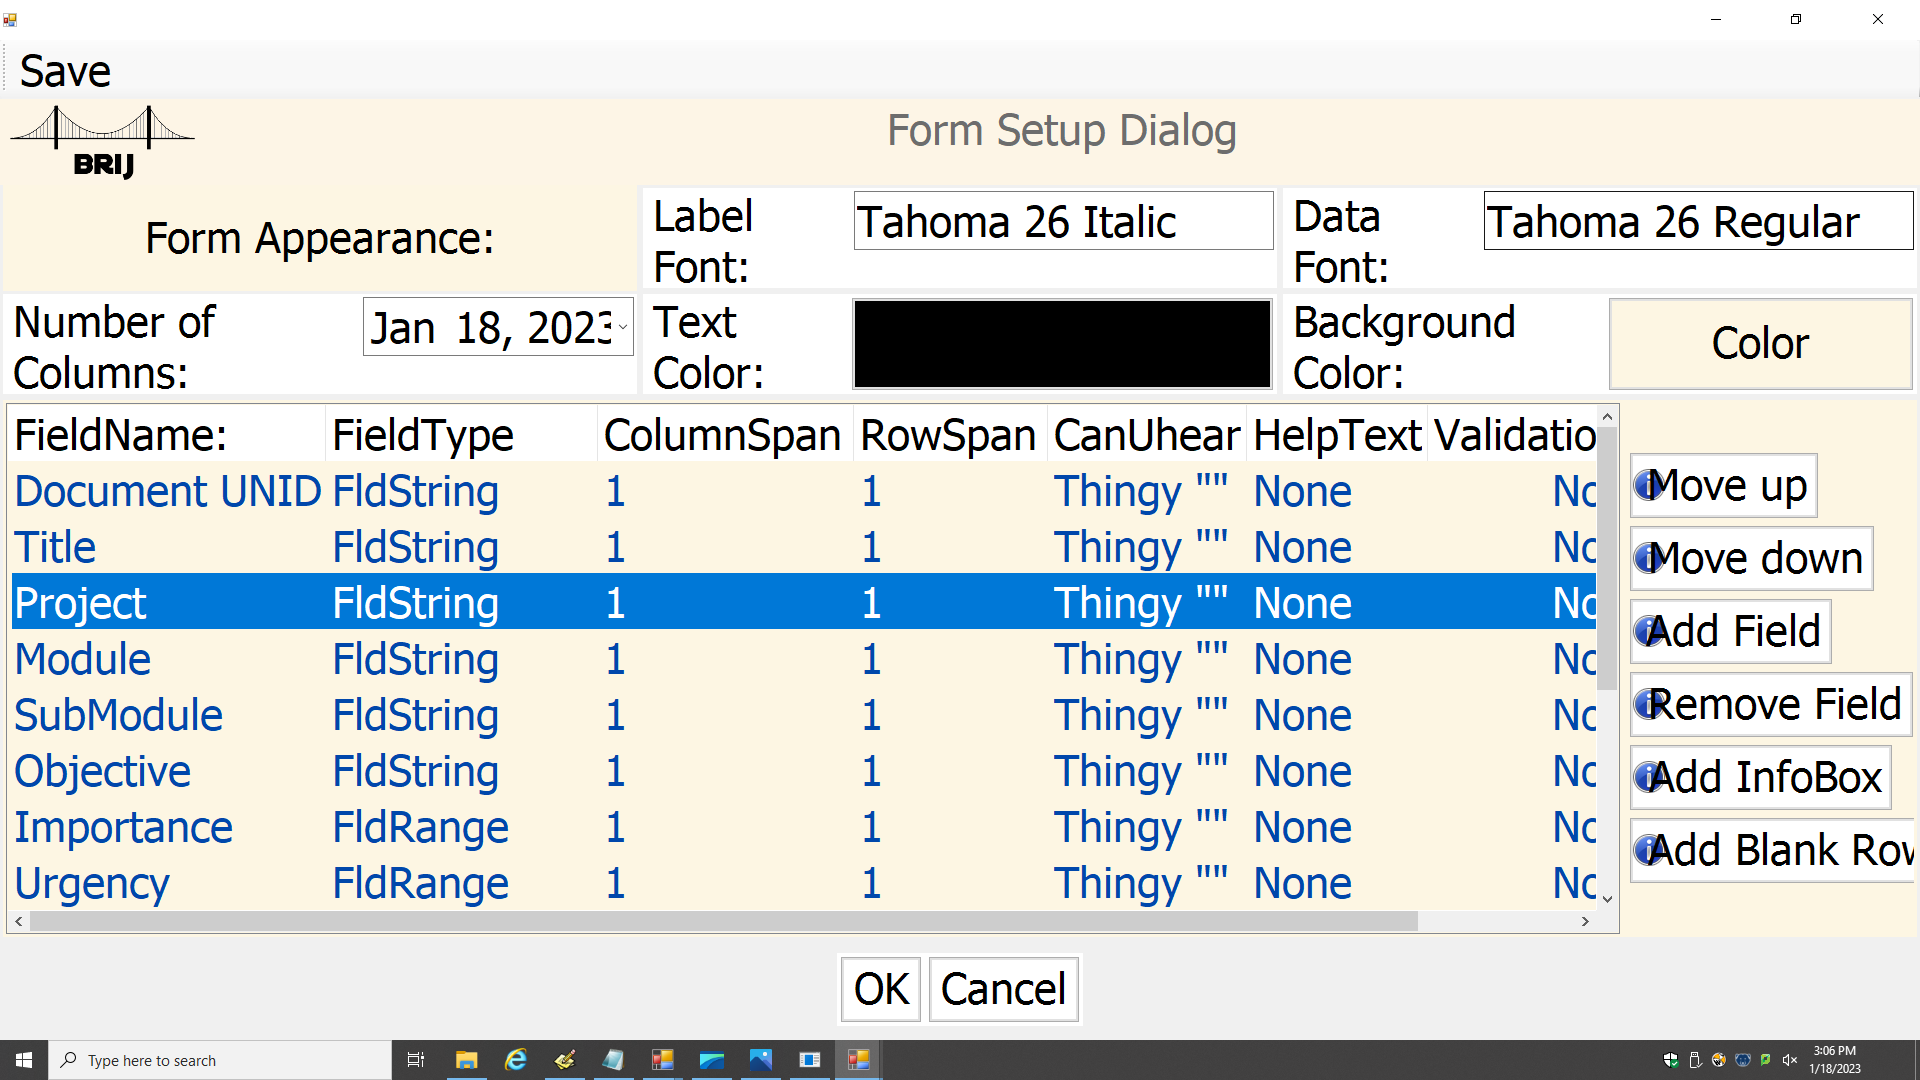 Save
BRIJ
Form Setup Dialog
Form Appearance:
Label Font:
Tahoma 26 Italic
Data Font:
Tahoma 26 Regular
Number of Columns:
Jan 18, 2023
Text Color:
Background Color:
Color
FieldName: FieldType ColumnSpan RowSpan CanUhear HelpText Validatio
Document UNID FldString 1 1 Thingy "" None No
Title FldString 1 1 Thingy "" None No
Project FldString 1 1 Thingy "" None No
Module FldString 1 1 Thingy "" None No
SubModule FldString 1 1 Thingy "" None No
Objective FldString 1 1 Thingy "" None No
Importance FldRange 1 1 Thingy "" None No
Urgency FldRange 1 1 Thingy "" None No
Move up
Move down
Add Field
Remove Field
Add InfoBox
Add Blank Row
OK Cancel
Type here to search
3:06 PM
1/18/2023